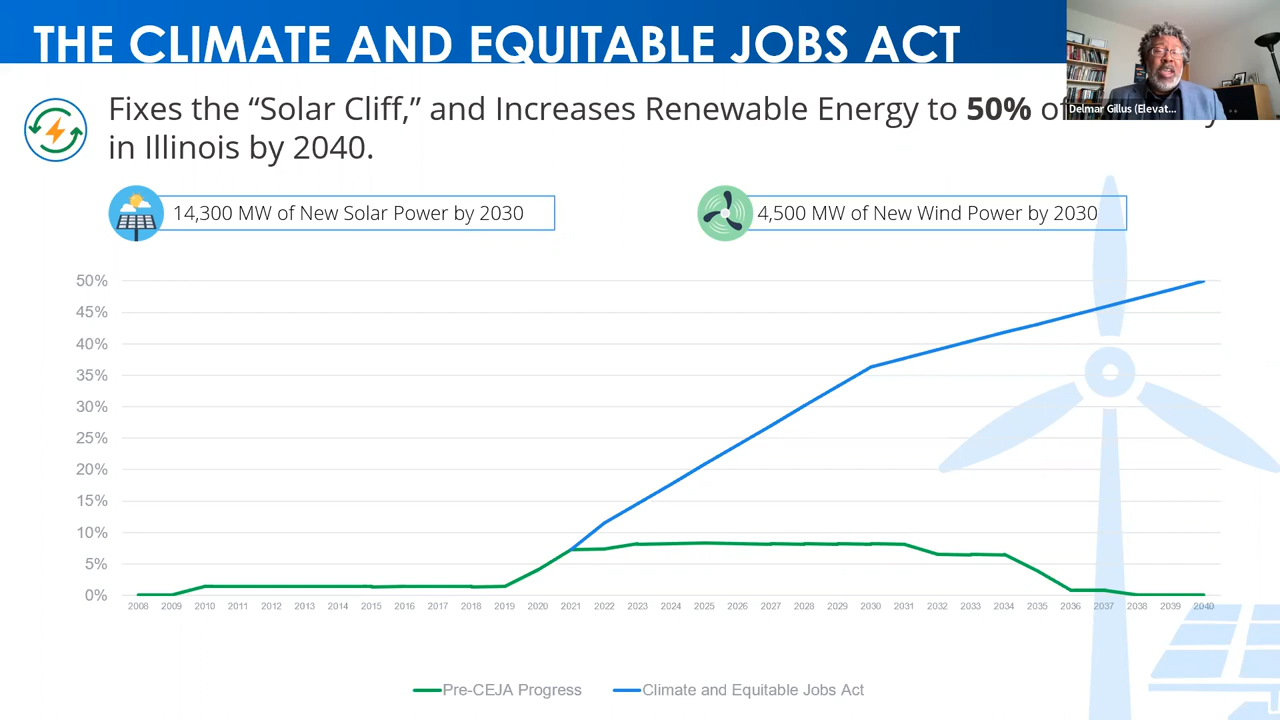 THE CLIMATE AND EQUITABLE JOBS ACT
Delmar Gillus (Elevat...
Fixes the “Solar Cliff,” and Increases Renewable Energy to 50% of
in Illinois by 2040.
14,300 MW of New Solar Power by 2030
4,500 MW of New Wind Power by 2030
50%
45%
40%
35%
30%
25%
20%
15%
10%
5%
0%
2008 2009 2010 2011 2012 2013 2014 2015 2016 2017 2018 2019 2020 2021 2022 2023 2024 2025 2026 2027 2028 2029 2030 2031 2032 2033 2034 2035 2036 2037 2038 2039 2040
Pre-CEJA Progress Climate and Equitable Jobs Act